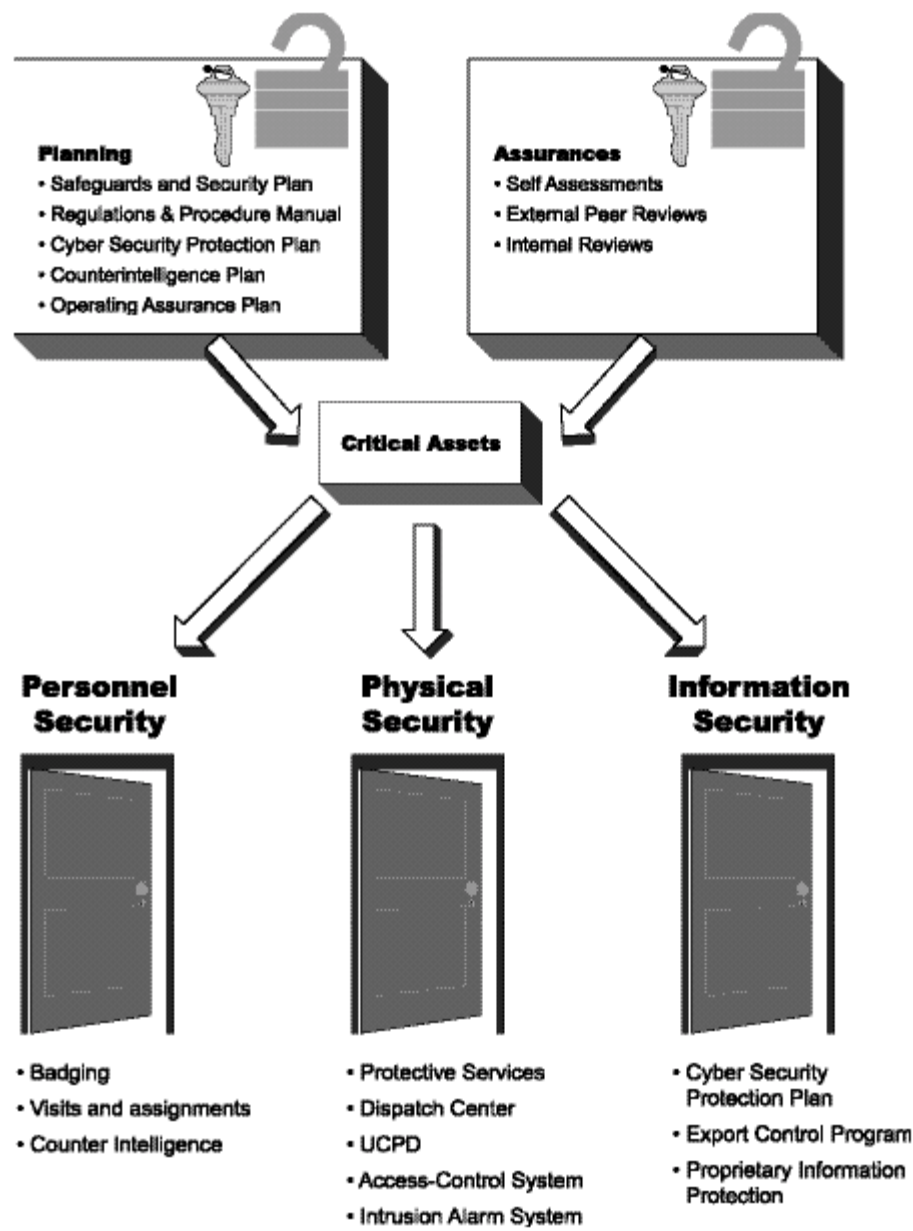 Planning
• Safeguards and Security Plan
• Regulations & Procedure Manual
• Cyber Security Protection Plan
• Counterintelligence Plan
• Operating Assurance Plan
Assurances
• Self Assessments
• External Peer Reviews
• Internal Reviews
Critical Assets
Personnel
Security
• Badging
• Visits and assignments
• Counter Intelligence
Physical
Security
• Protective Services
• Dispatch Center
• UCPD
• Access-Control System
• Intrusion Alarm System
Information
Security
• Cyber Security
Protection Plan
• Export Control Program
• Proprietary Information
Protection